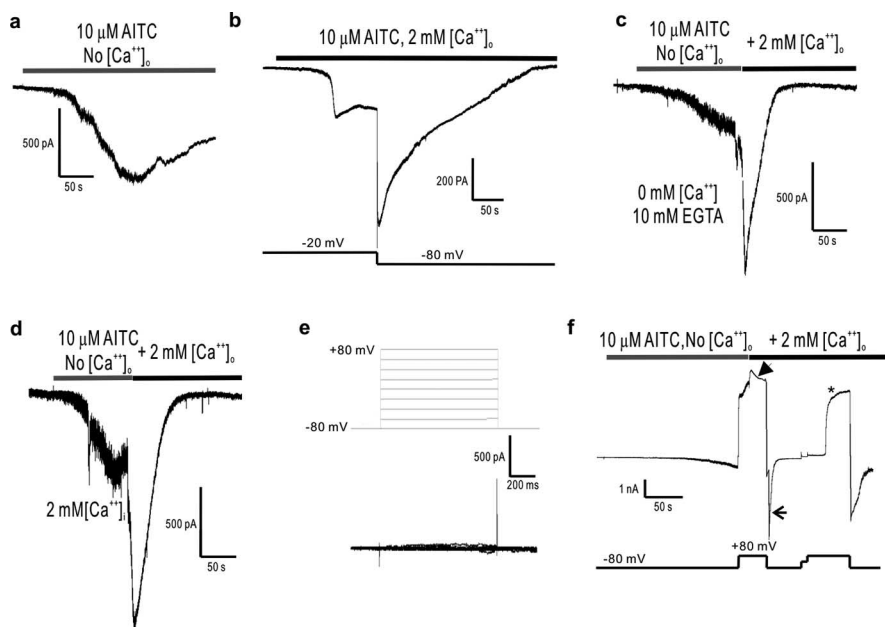 a
10 μM AITC
No [Ca⁺⁺]ₒ
500 pA
50 s
b
10 μM AITC, 2 mM [Ca⁺⁺]ₒ
200 PA
50 s
-20 mV
-80 mV
c
10 μM AITC
No [Ca⁺⁺]ₒ
+ 2 mM [Ca⁺⁺]ₒ
0 mM [Ca⁺⁺]
10 mM EGTA
500 pA
50 s
d
10 μM AITC
No [Ca⁺⁺]ₒ
+ 2 mM [Ca⁺⁺]ₒ
2 mM[Ca⁺⁺]ᵢ
500 pA
50 s
e
+80 mV
-80 mV
500 pA
200 ms
f
10 μM AITC,No [Ca⁺⁺]ₒ
+ 2 mM [Ca⁺⁺]ₒ
*
1 nA
50 s
+80 mV
-80 mV